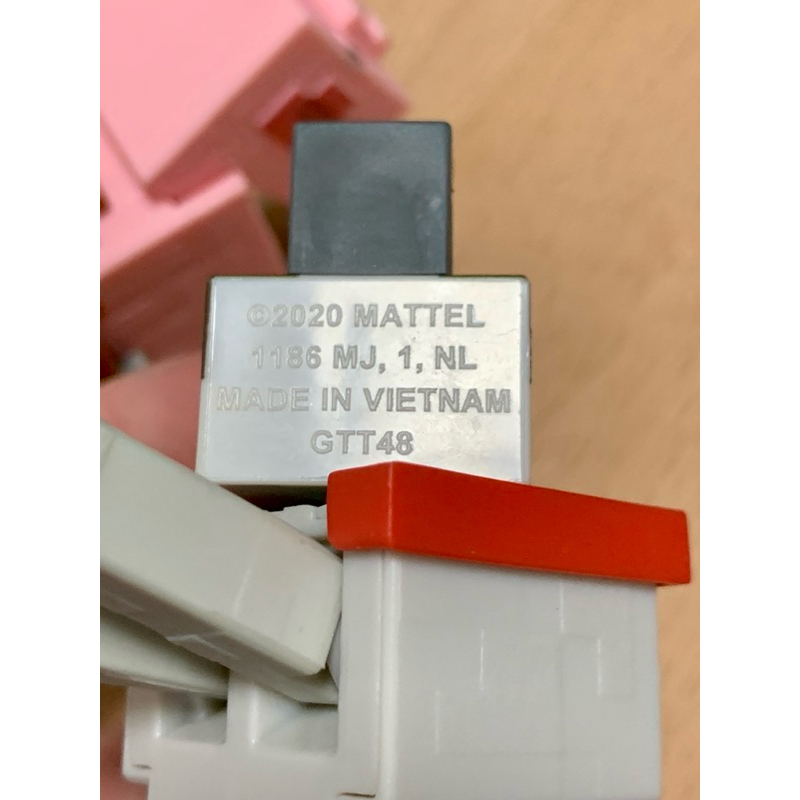 ©2020 MATTEL
1186 MJ, 1, NL
MADE IN VIETNAM
GTT48